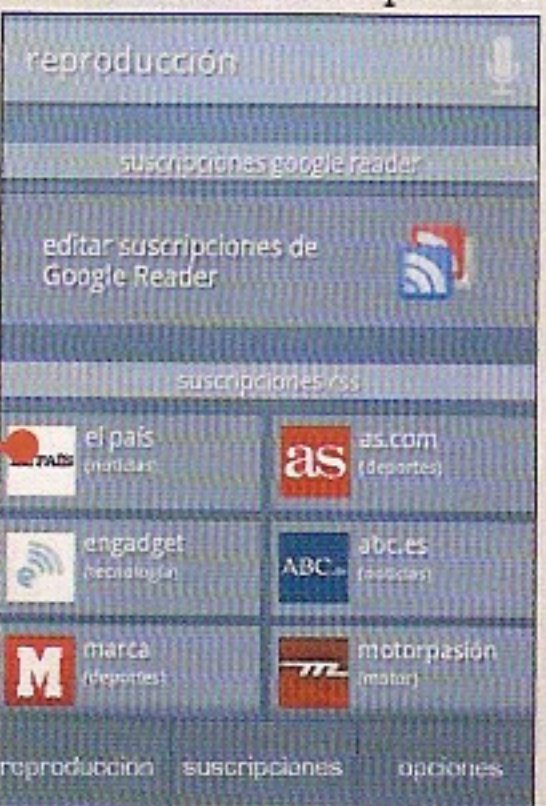 reproducción
suscripciones google reader
editar suscripciones de
Google Reader
suscripciones rss
el país
(noticias)
PAÍS
as
as.com
(deportes)
engadget
(tecnología)
ABC.es
abc.es
(noticias)
M
marca
(deportes)
m
motorpasión
(motor)
reproducción suscripciones opciones